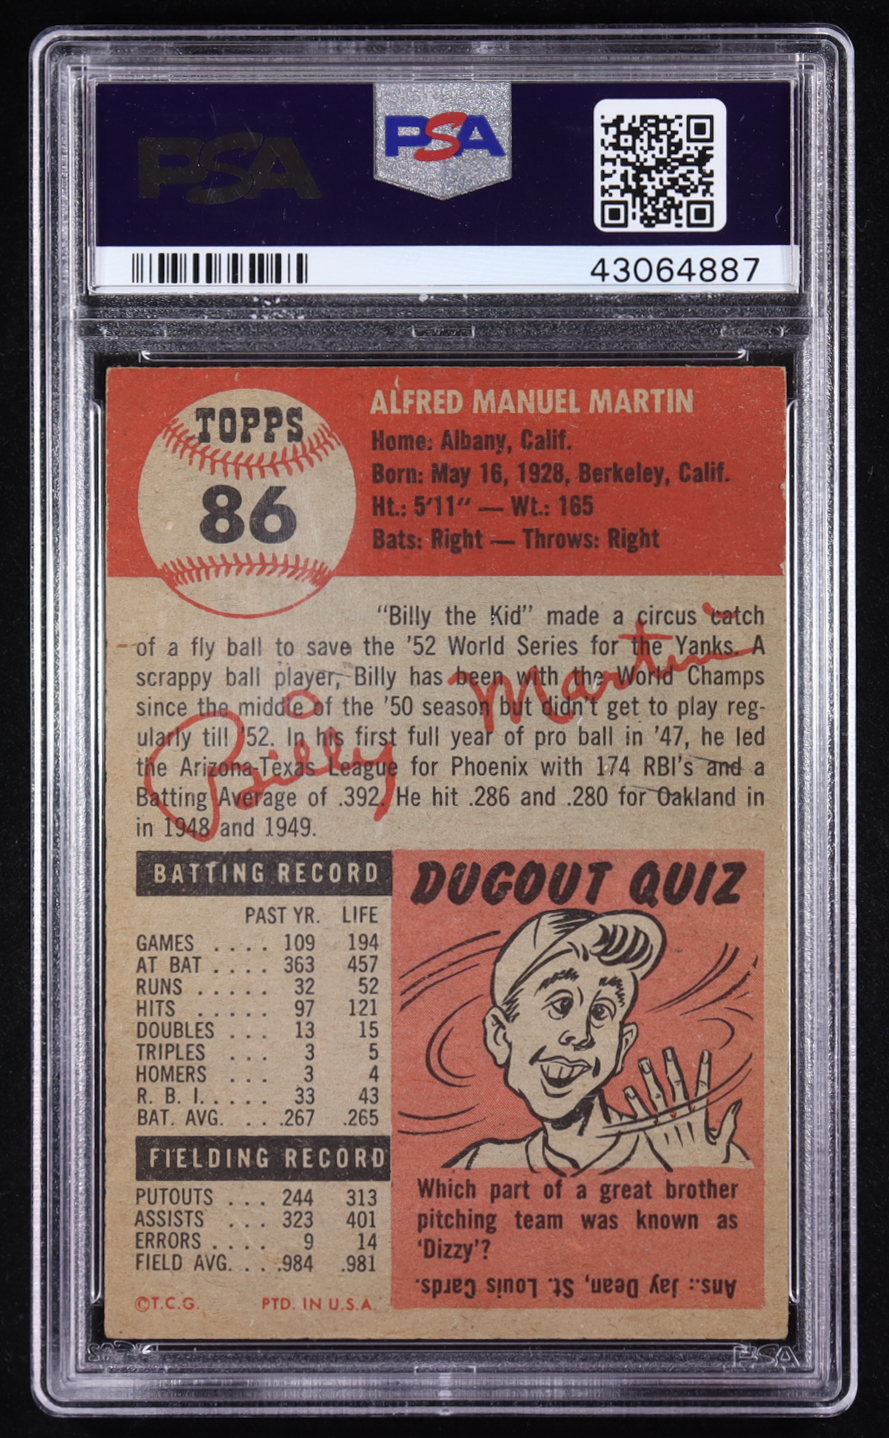 PSA PSA
43064887
TOPPS
86
ALFRED MANUEL MARTIN
Home: Albany, Calif.
Born: May 16, 1928, Berkeley, Calif.
Ht.: 5'11" — Wt.: 165
Bats: Right — Throws: Right
"Billy the Kid" made a circus catch
of a fly ball to save the '52 World Series for the Yanks. A
scrappy ball player, Billy has been with the World Champs
since the middle of the '50 season but didn't get to play reg-
ularly till '52. In his first full year of pro ball in '47, he led
the Arizona-Texas League for Phoenix with 174 RBI's and a
Batting Average of .392. He hit .286 and .280 for Oakland in
in 1948 and 1949.
Billy Martin
BATTING RECORD
PAST YR. LIFE
GAMES .... 109 194
AT BAT .... 363 457
RUNS ..... 32 52
HITS ..... 97 121
DOUBLES .. 13 15
TRIPLES ... 3 5
HOMERS ... 3 4
R. B. I..... 33 43
BAT. AVG. ... .267 .265
FIELDING RECORD
PUTOUTS ... 244 314
ASSISTS ... 323 401
ERRORS .... 9 14
FIELD AVG. .. .984 .981
©T.C.G. PTD. IN U.S.A.
DUGOUT QUIZ
Which part of a great brother
pitching team was known as
'Dizzy'?
Ans.: Jay Dean, St. Louis Cards.
PSA